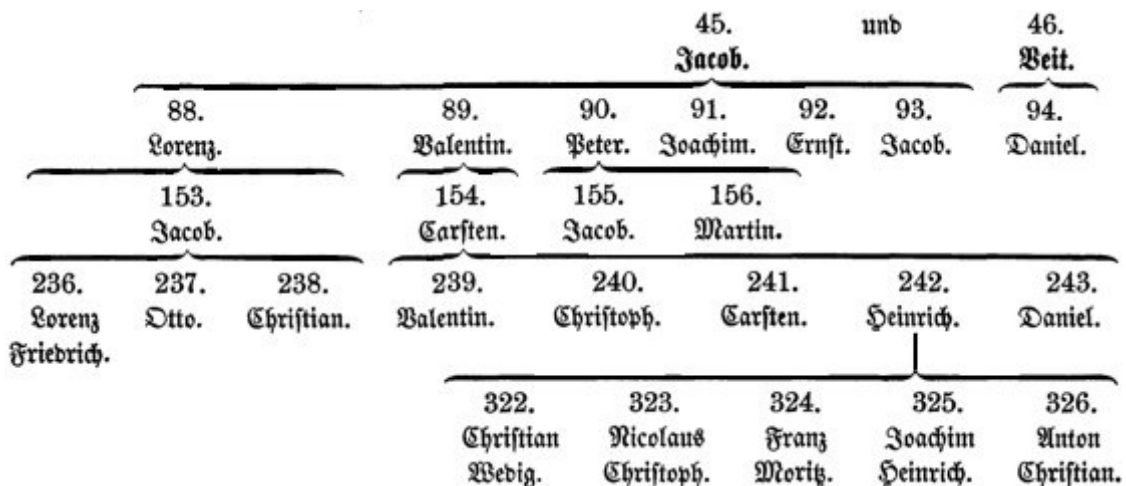 45. und 46.
Jacob. Veit.
88. 89. 90. 91. 92. 93. 94.
Lorenz. Valentin. Peter. Joachim. Ernſt. Jacob. Daniel.
153. 154. 155. 156.
Jacob. Carſten. Jacob. Martin.
236. 237. 238. 239. 240. 241. 242. 243.
Lorenz Otto. Chriſtian. Valentin. Chriſtoph. Carſten. Heinrich. Daniel.
Friedrich.
322. 323. 324. 325. 326.
Chriſtian Nicolaus Franz Joachim Anton
Wedig. Chriſtoph. Moritz. Heinrich. Chriſtian.